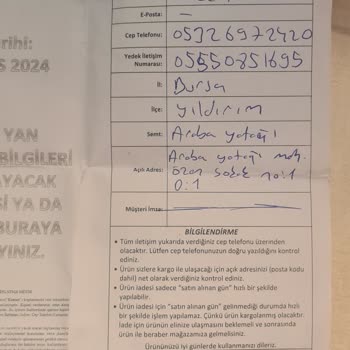 E-Posta: —
Cep Telefonu: 05326972420
Yedek İletişim
Numarası: 05550851695
İl: Bursa
İlçe: yıldırım
Semt: Araba yatağı
Araba yatağı mah.
Açık Adres: özen sokak no:1
0:1
Müşteri İmza:
BİLGİLENDİRME
• Tüm iletişim yukarıda verdiğiniz cep telefonu üzerinden
olacaktır. Lütfen cep telefonunuzun doğru yazıldığını kontrol
ediniz.
• Ürün sizlere kargo ile ulaşacağı için açık adresinizi (posta kodu
dahil) net olarak verdiğiniz kontrol ediniz.
• Ürün iadesi sadece "satın alınan gün" hızlı bir şekilde
yapılabilir.
• Ürün iadesi için "satın alınan gün" gelinmediği durumda hızlı
bir şekilde işlem yapılamaz. Çünkü ürün kargolanmış olacaktır.
İade için ürünün elinize ulaşmasını beklemeli ve sonrasında
ürün ile beraber mağazamıza gelmelisiniz.
Ürününüzü iyi günlerde kullanmanızı dileriz.
rihi:
S 2024
YAN
BİLGİLERİ
AYACAK
Sİ YA DA
BURAYA
YINIZ.